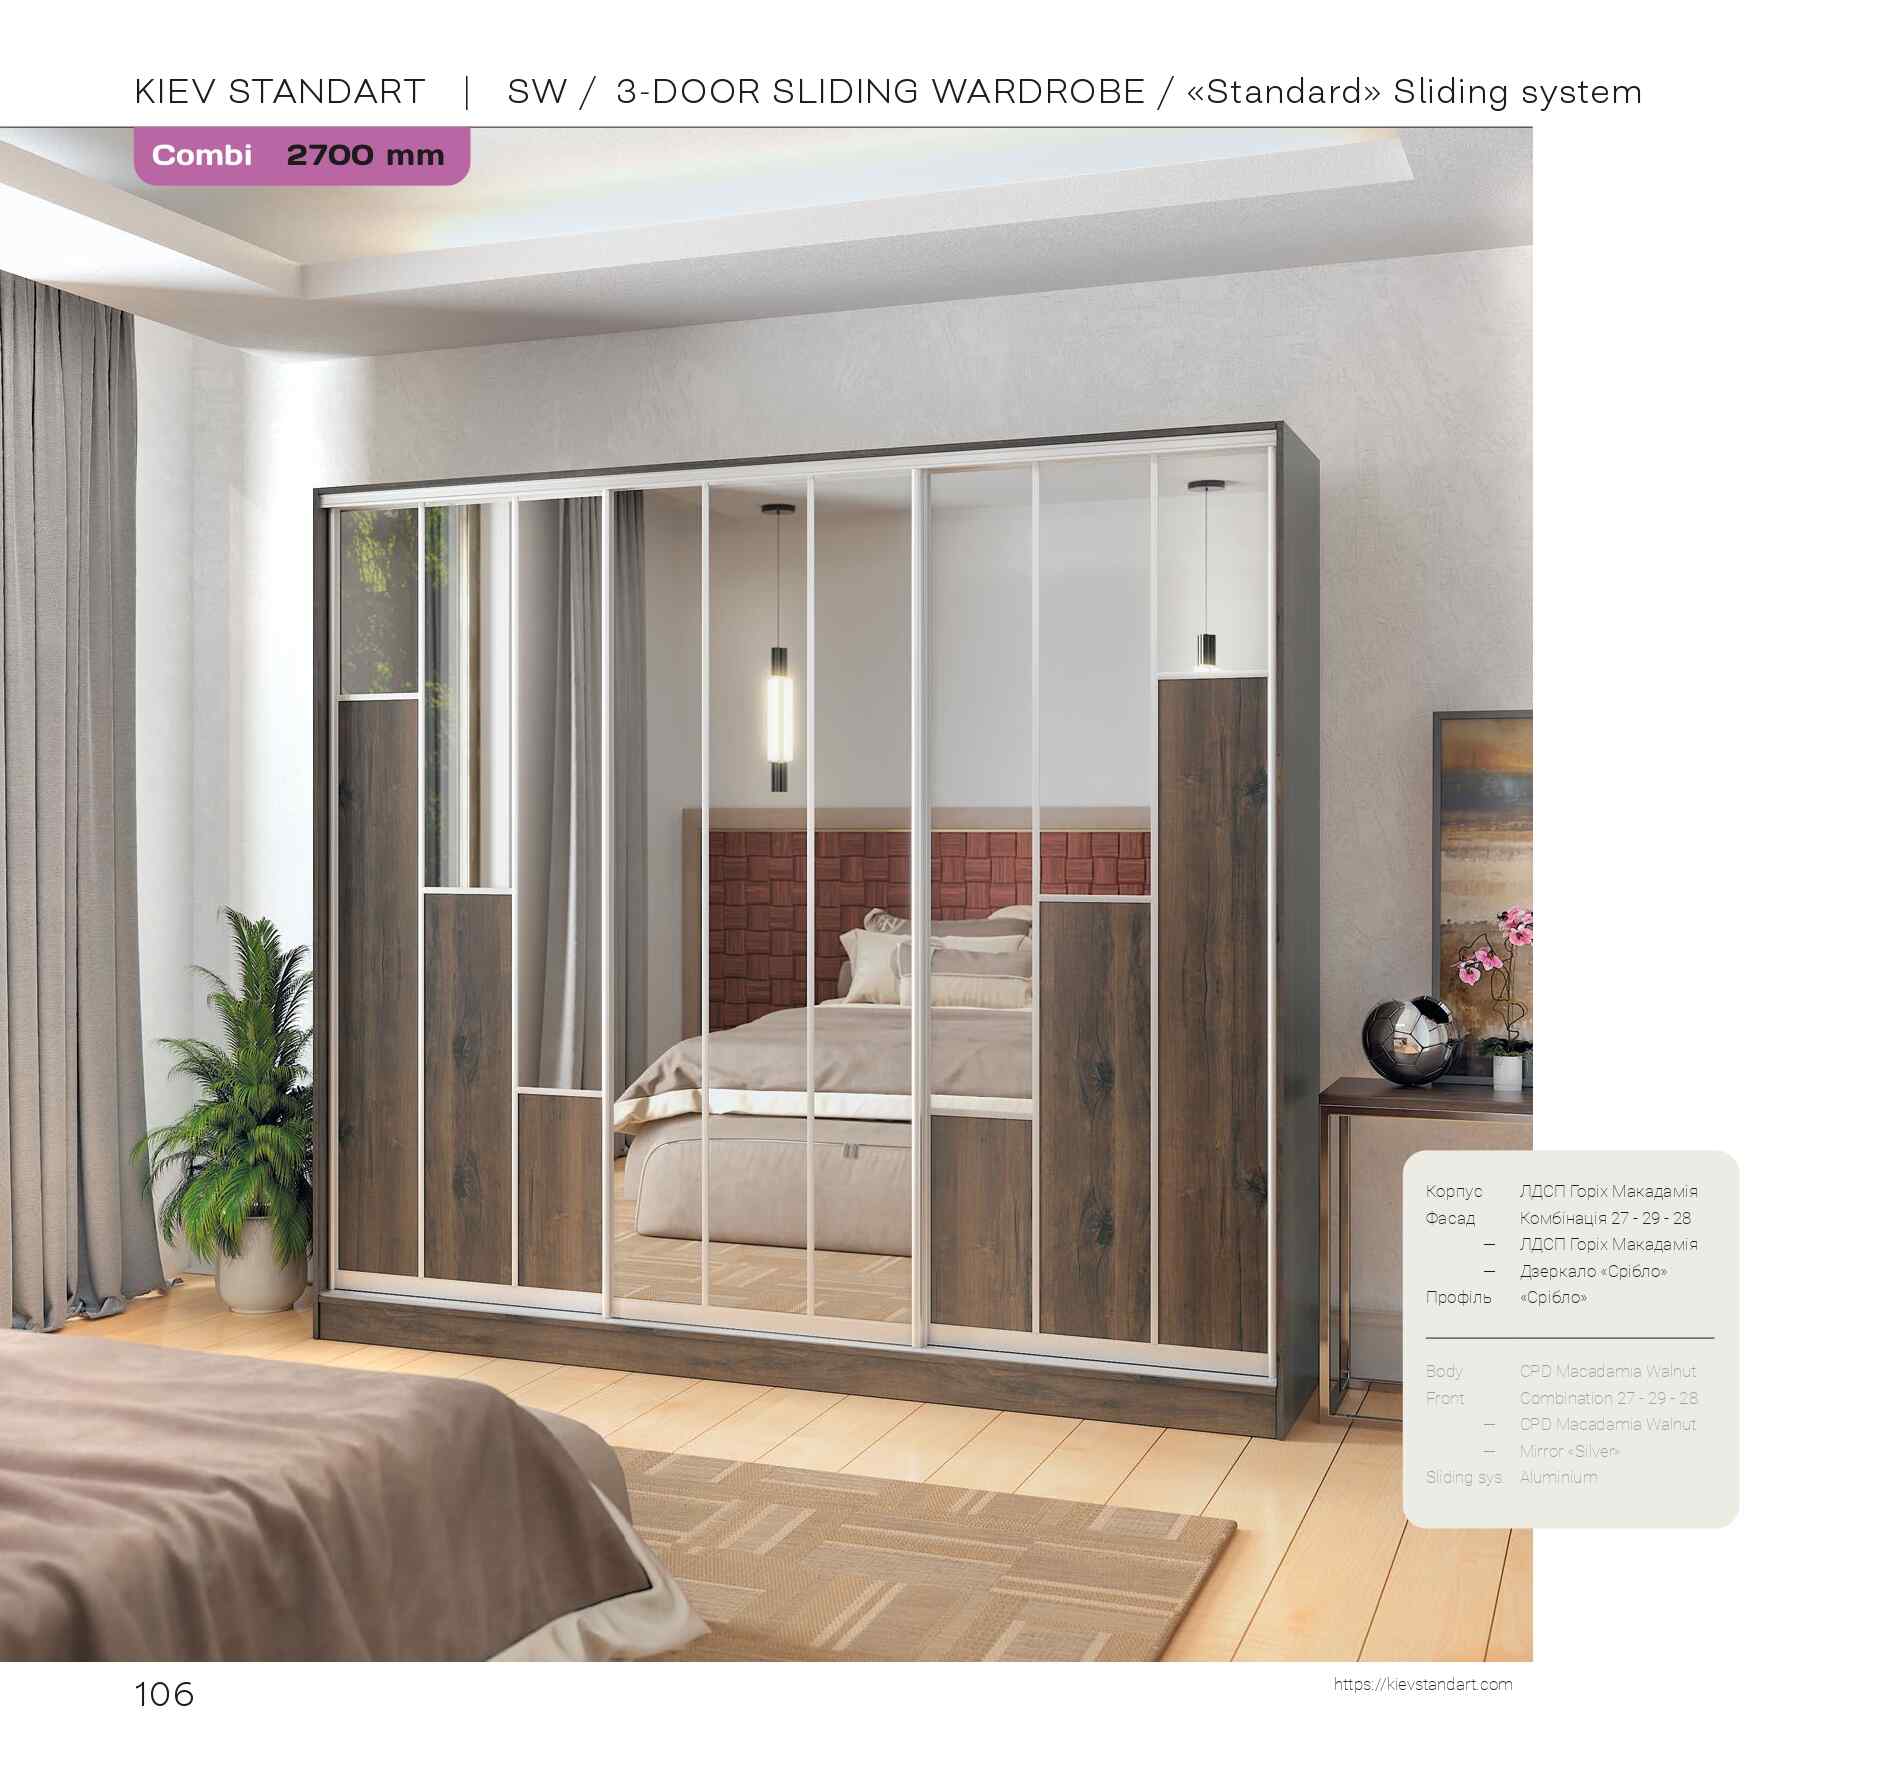 KIEV STANDART | SW / 3-DOOR SLIDING WARDROBE / «Standard» Sliding system
Combi 2700 mm
Корпус ЛДСП Горіх Макадамія
Фасад Комбінація 27 - 29 - 28
— ЛДСП Горіх Макадамія
— Дзеркало «Срібло»
Профіль «Срібло»
Body CPD Macadamia Walnut
Front Combination 27 - 29 - 28
— CPD Macadamia Walnut
— Mirror «Silver»
Sliding sys. Aluminium
106
https://kievstandart.com